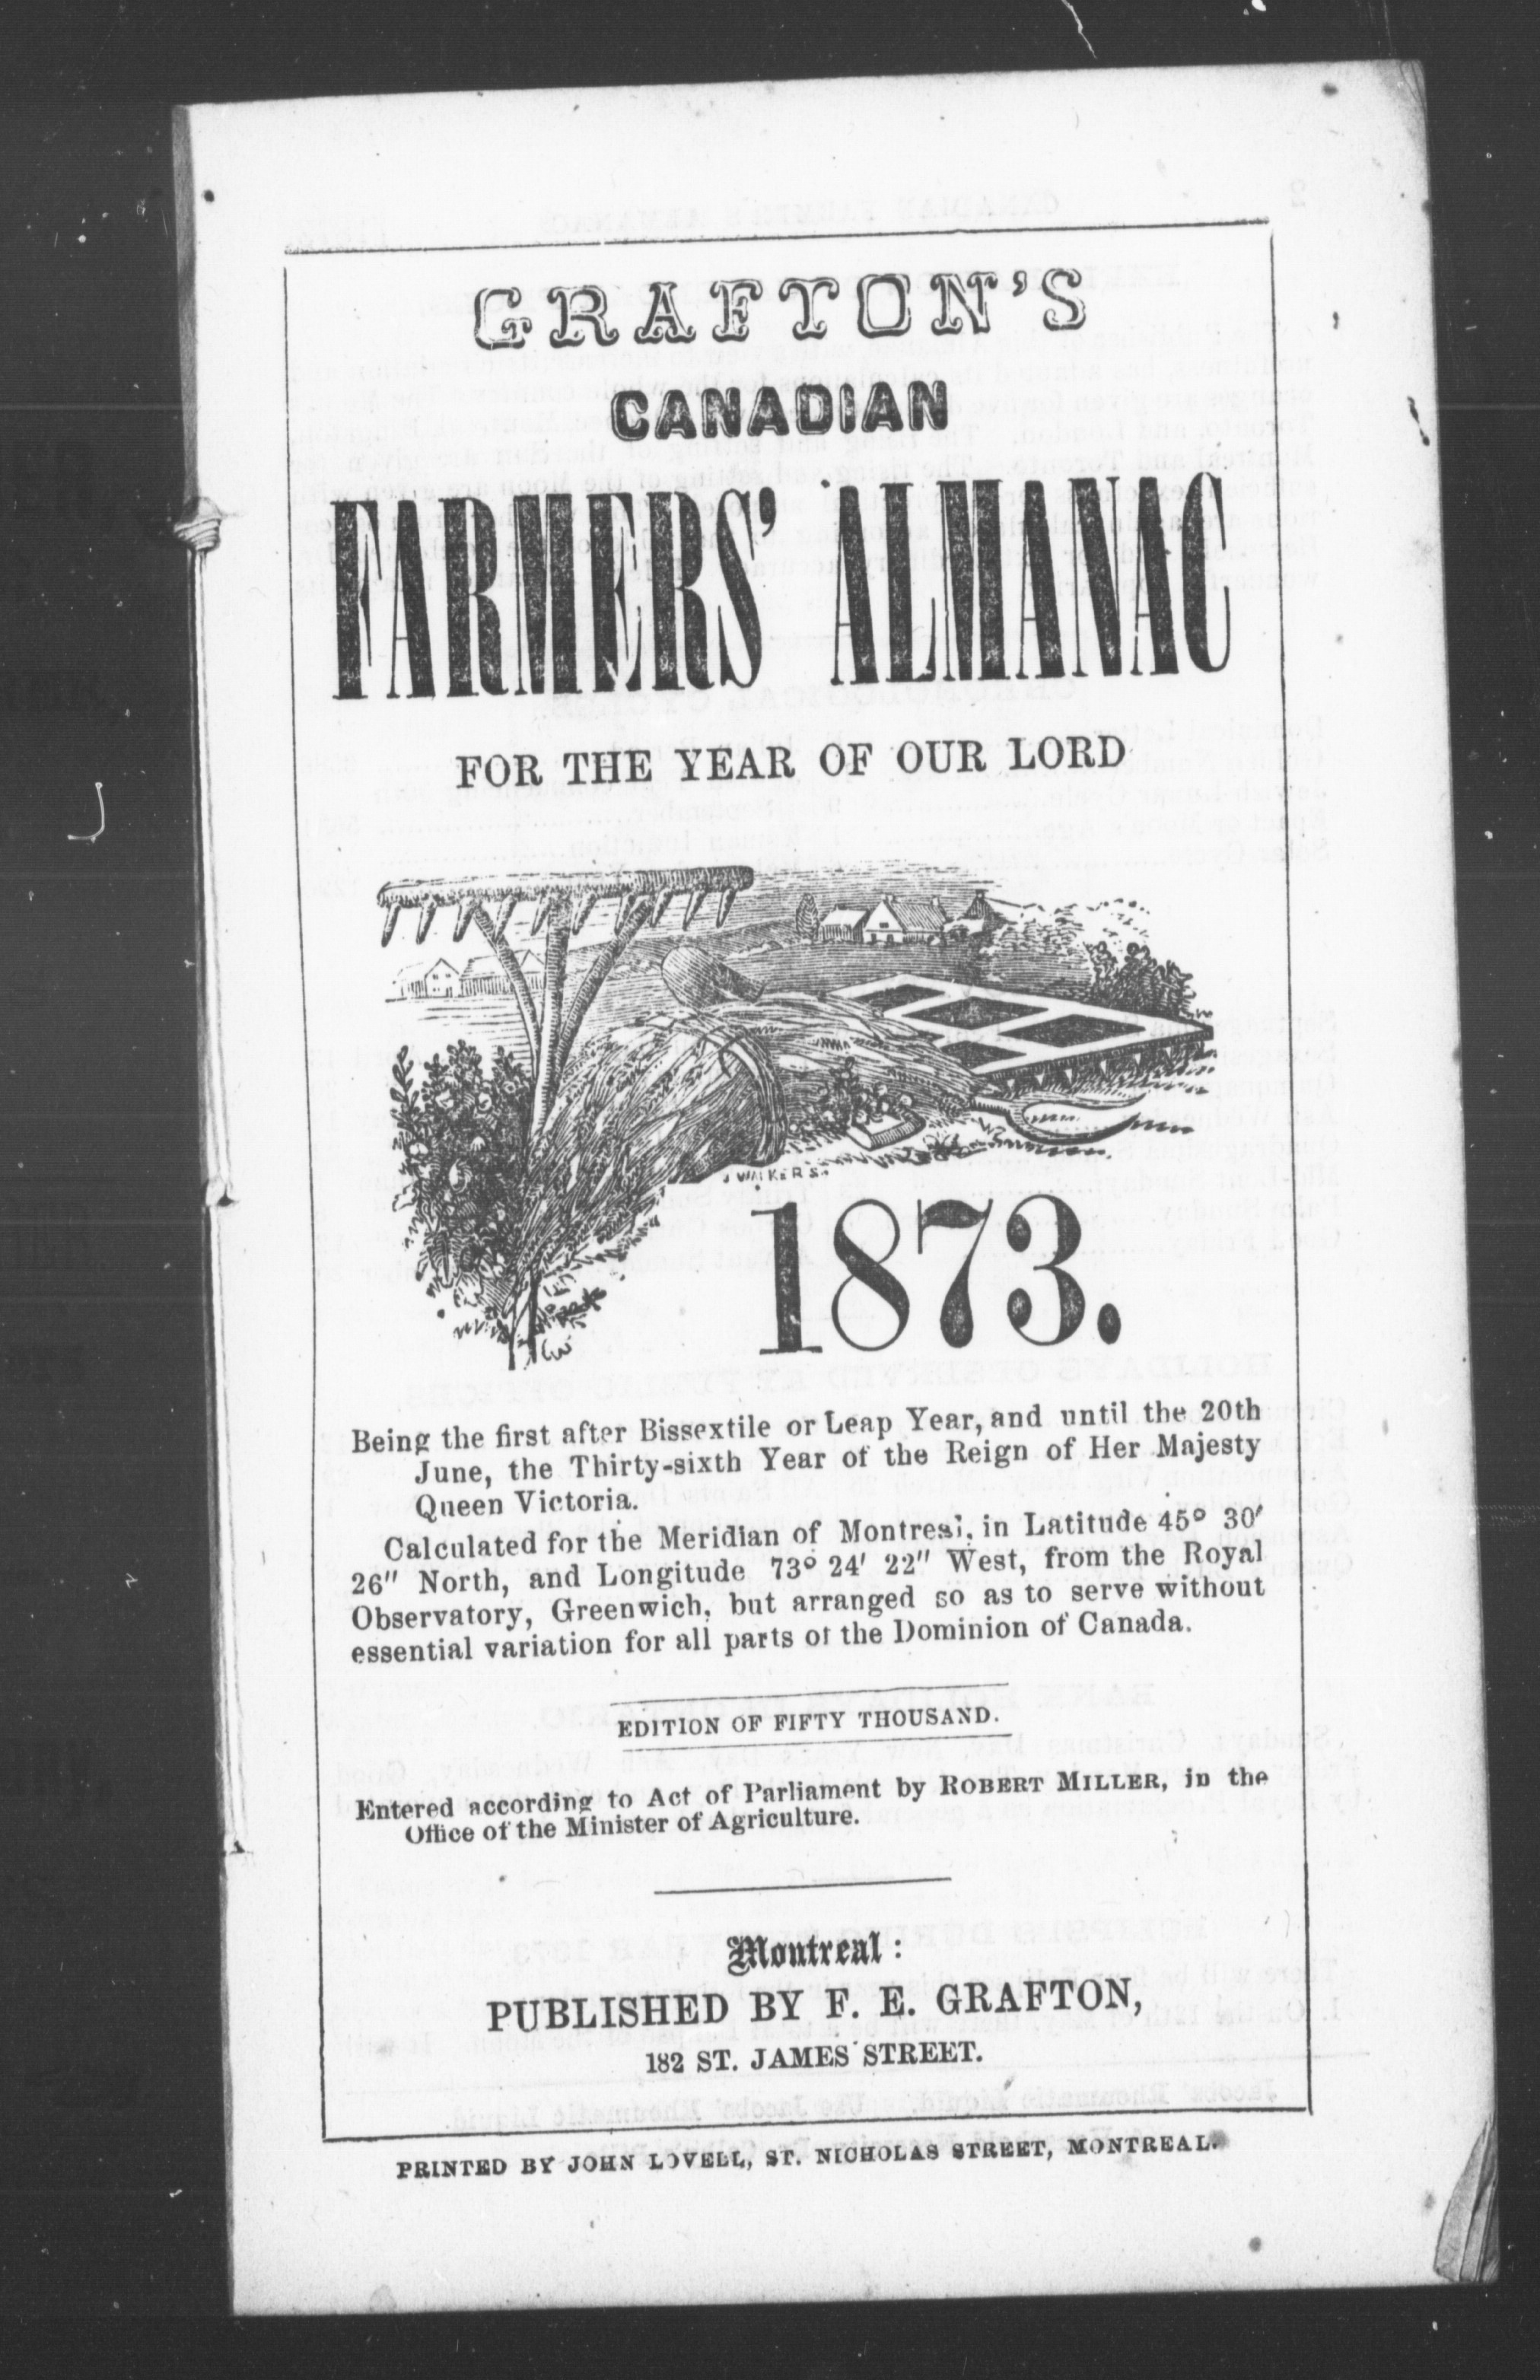 GRAFTON'S
CANADIAN
FARMERS' ALMANAC
FOR THE YEAR OF OUR LORD
J WALKER Sc.
1873.
Being the first after Bissextile or Leap Year, and until the 20th
June, the Thirty-sixth Year of the Reign of Her Majesty
Queen Victoria.
Calculated for the Meridian of Montreal, in Latitude 45° 30′
26″ North, and Longitude 73° 24′ 22″ West, from the Royal
Observatory, Greenwich, but arranged so as to serve without
essential variation for all parts of the Dominion of Canada.
EDITION OF FIFTY THOUSAND.
Entered according to Act of Parliament by ROBERT MILLER, in the
Office of the Minister of Agriculture.
Montreal:
PUBLISHED BY F. E. GRAFTON,
182 ST. JAMES STREET.
PRINTED BY JOHN LOVELL, ST. NICHOLAS STREET, MONTREAL.